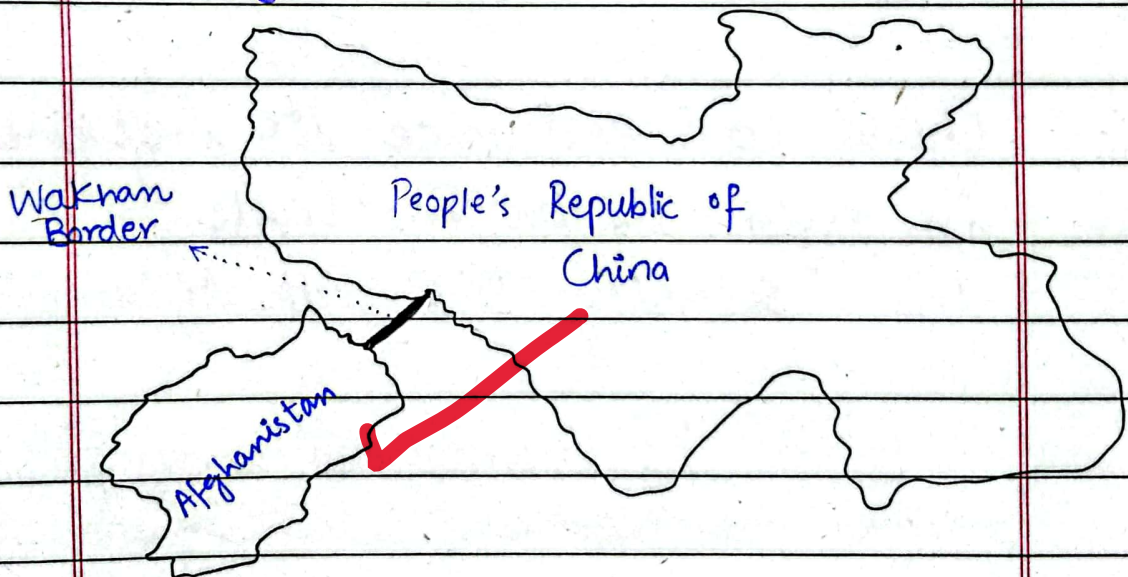 Wakhan
Border
People's Republic of
China
Afghanistan